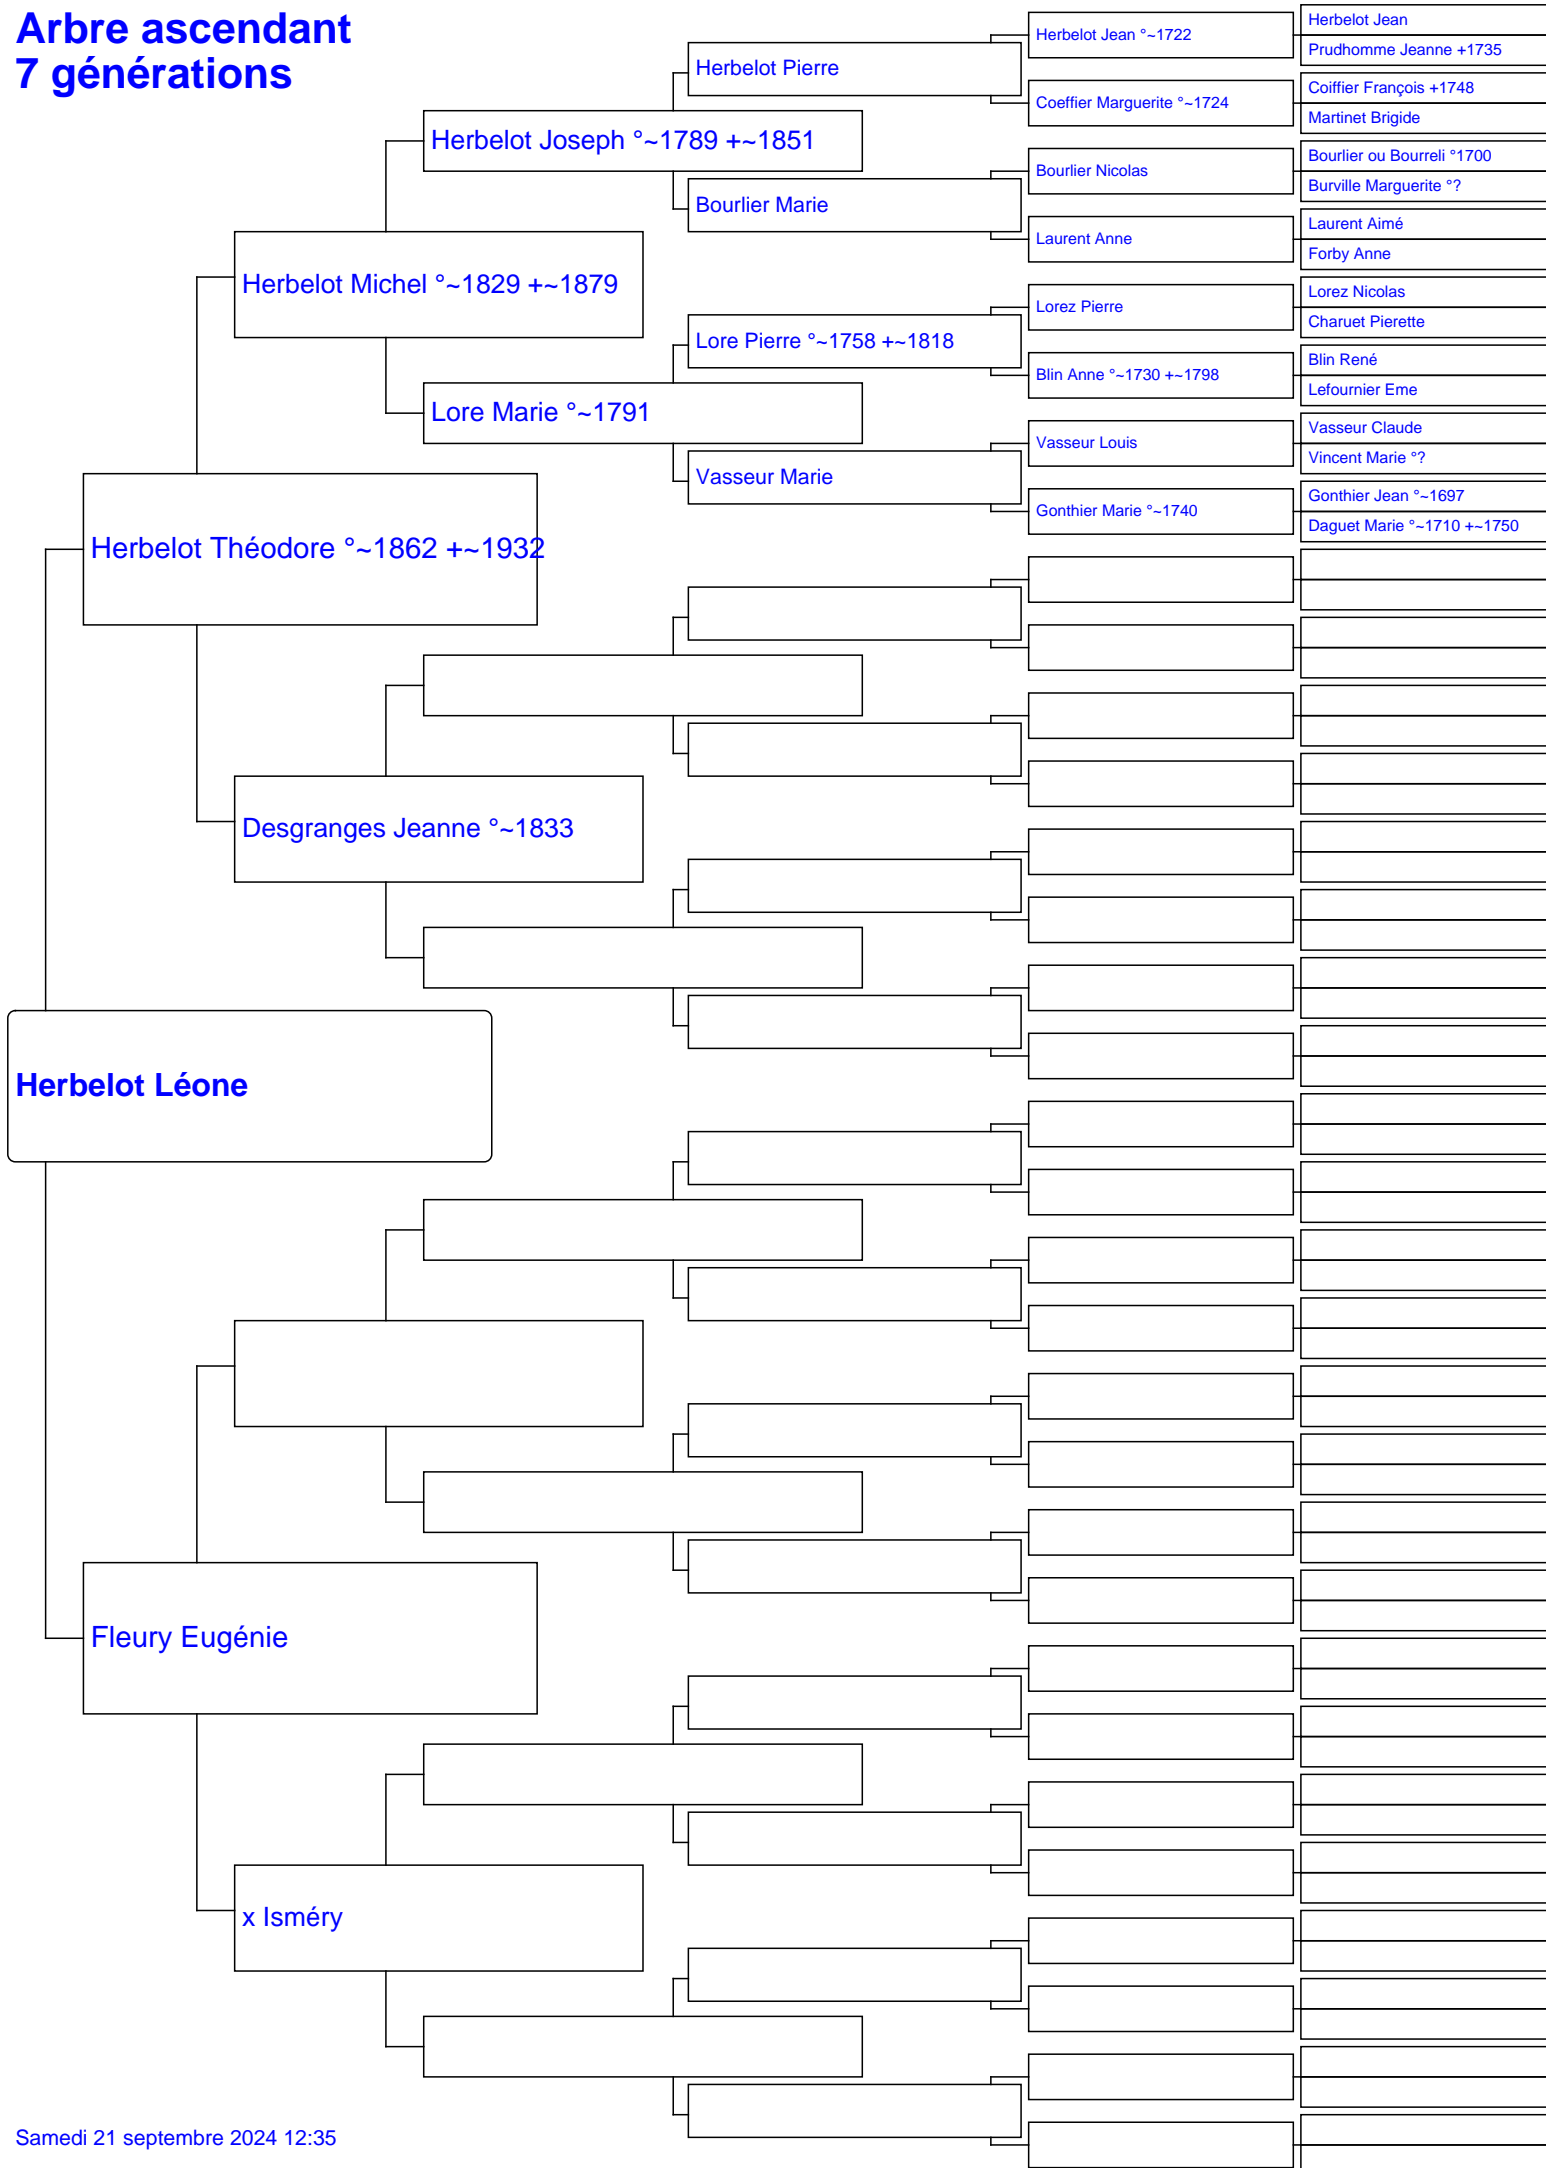 Arbre ascendant
7 générations
Herbelot Léone
Herbelot Théodore °~1862 +~1932
Fleury Eugénie
Herbelot Michel °~1829 +~1879
Desgranges Jeanne °~1833
x Isméry
Herbelot Joseph °~1789 +~1851
Lore Marie °~1791
Herbelot Pierre
Bourlier Marie
Lore Pierre °~1758 +~1818
Vasseur Marie
Herbelot Jean °~1722
Coeffier Marguerite °~1724
Bourlier Nicolas
Laurent Anne
Lorez Pierre
Blin Anne °~1730 +~1798
Vasseur Louis
Gonthier Marie °~1740
Herbelot Jean
Prudhomme Jeanne +1735
Coiffier François +1748
Martinet Brigide
Bourlier ou Bourreli °1700
Burville Marguerite °?
Laurent Aimé
Forby Anne
Lorez Nicolas
Charuet Pierette
Blin René
Lefournier Eme
Vasseur Claude
Vincent Marie °?
Gonthier Jean °~1697
Daguet Marie °~1710 +~1750
Samedi 21 septembre 2024 12:35